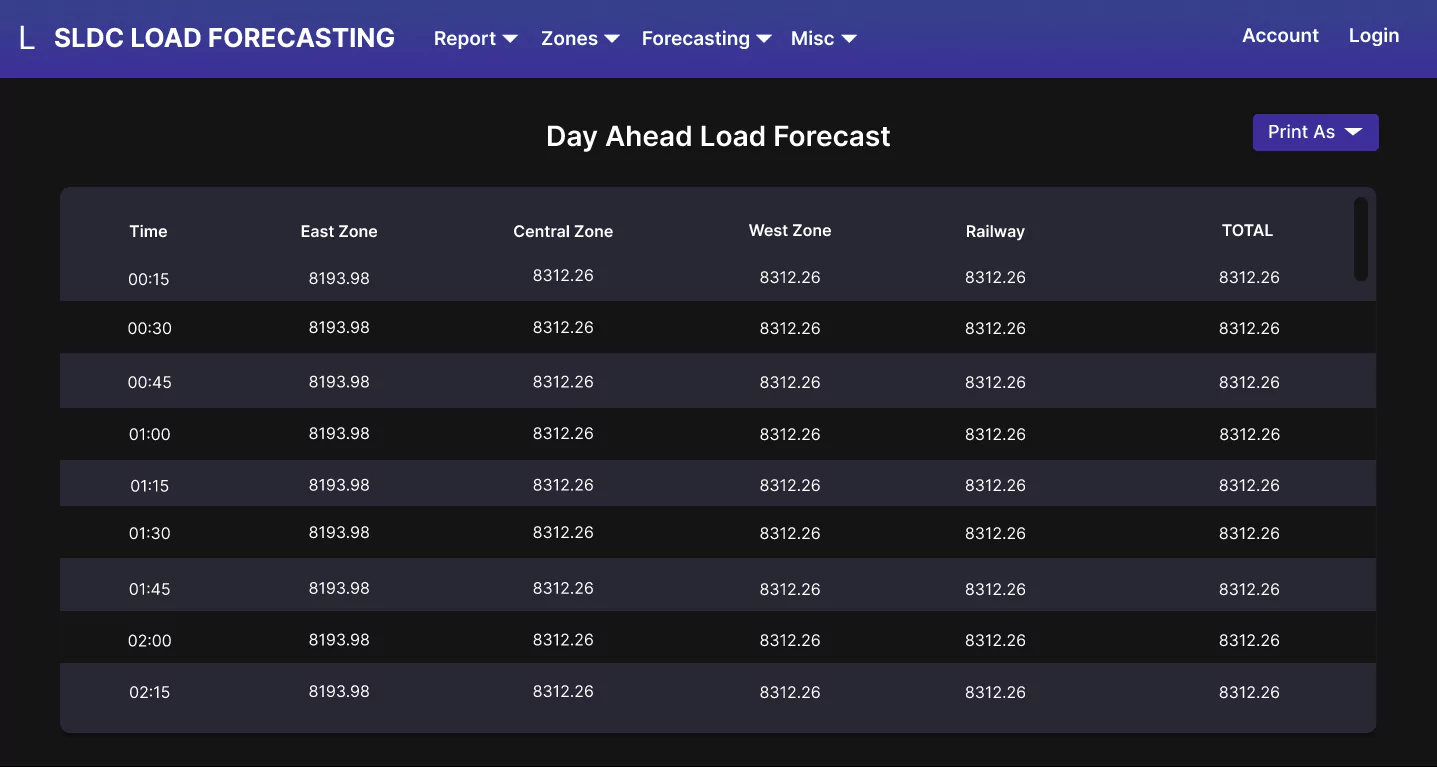 L SLDC LOAD FORECASTING Report Zones Forecasting Misc Account Login
Day Ahead Load Forecast Print As
Time East Zone Central Zone West Zone Railway TOTAL
00:15 8193.98 8312.26 8312.26 8312.26 8312.26
00:30 8193.98 8312.26 8312.26 8312.26 8312.26
00:45 8193.98 8312.26 8312.26 8312.26 8312.26
01:00 8193.98 8312.26 8312.26 8312.26 8312.26
01:15 8193.98 8312.26 8312.26 8312.26 8312.26
01:30 8193.98 8312.26 8312.26 8312.26 8312.26
01:45 8193.98 8312.26 8312.26 8312.26 8312.26
02:00 8193.98 8312.26 8312.26 8312.26 8312.26
02:15 8193.98 8312.26 8312.26 8312.26 8312.26